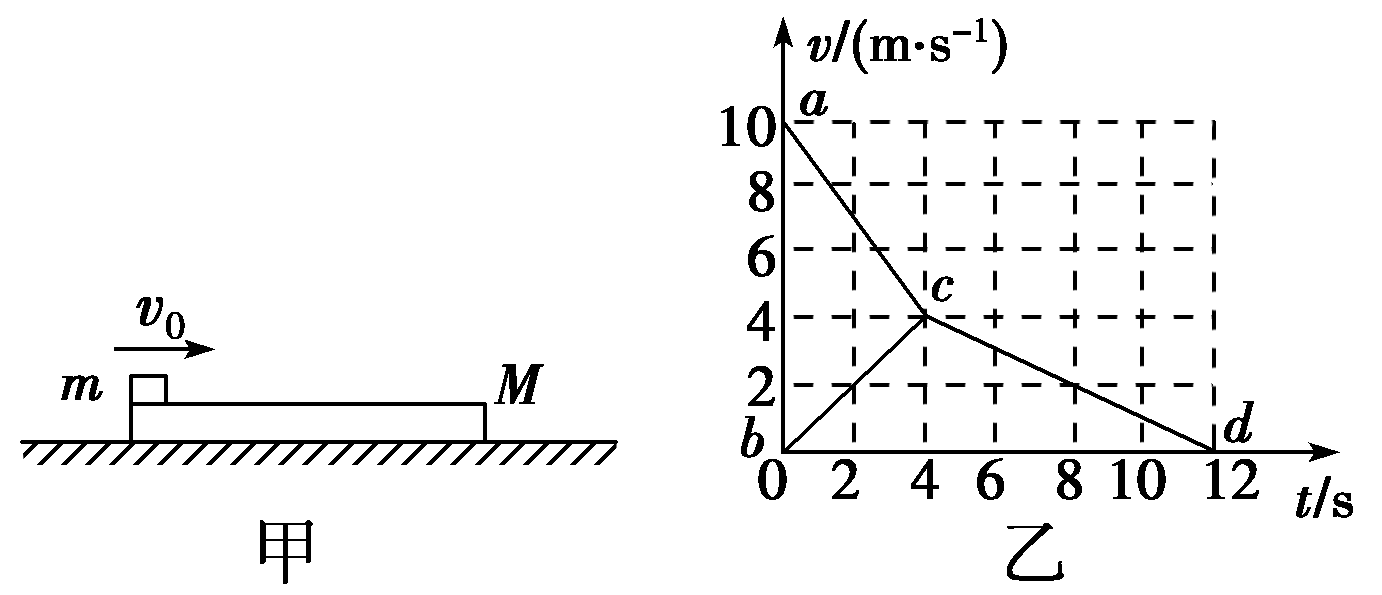 v₀
m
M
甲
v/(m·s⁻¹)
a
10
8
6
c
4
2
b
d
0 2 4 6 8 10 12
t/s
乙